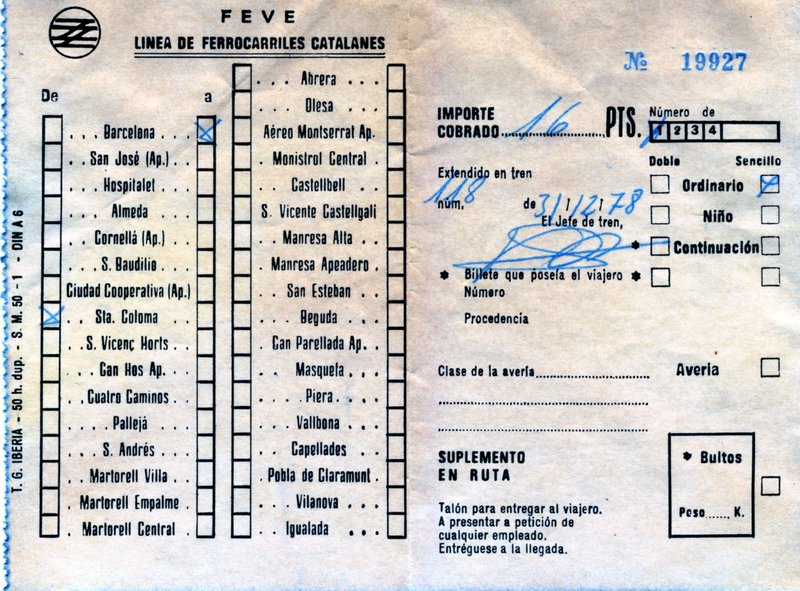 FEVE
LINEA DE FERROCARRILES CATALANES
De a
Barcelona
San José (Ap.)
Hospitalet
Almeda
Cornellá (Ap.)
S. Baudilio
Ciudad Cooperativa (Ap.)
Sta. Coloma
S. Vicenç Horts
Can Hos Ap.
Cuatro Caminos
Pallejá
S. Andrés
Martorell Villa
Martorell Empalme
Martorell Central
Abrera
Olesa
Aéreo Montserrat Ap.
Monistrol Central
Castellbell
S. Vicente Castellgalí
Manresa Alta
Manresa Apeadero
San Esteban
Beguda
Can Parellada Ap.
Masquefa
Piera
Vallbona
Capellades
Pobla de Claramunt
Vilanova
Igualada
T. G. IBERIA - 50 h. dup. - S. M. 50 - 1 - DIN A 6
Nº 19927
IMPORTE
COBRADO 16 PTS.
Número de
1 2 3 4
Doble Sencillo
Extendido en tren
núm, 118 de 31/12/78
El Jefe de tren,
Ordinario
Niño
* Continuación
* Billete que poseía el viajero *
Número
Procedencia
Clase de la avería
Avería
SUPLEMENTO
EN RUTA
Talón para entregar al viajero.
A presentar a petición de
cualquier empleado.
Entréguese a la llegada.
* Bultos
Peso...... K.